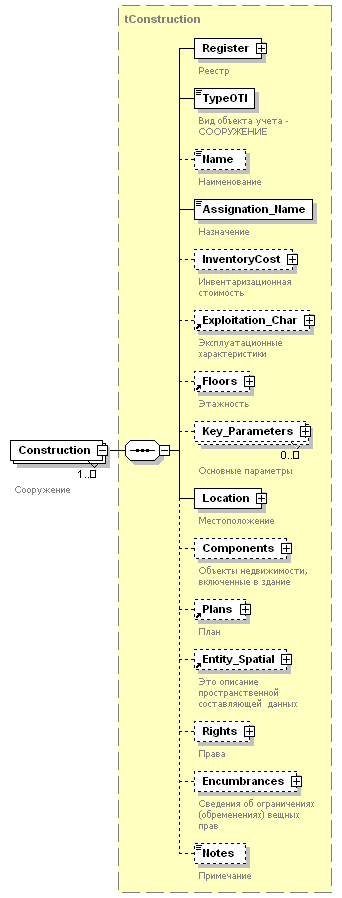 tConstruction
Register
Реестр
TypeOTI
Вид объекта учета -
СООРУЖЕНИЕ
Name
Наименование
Assignation_Name
Назначение
InventoryCost
Инвентаризационная
стоимость
Exploitation_Char
Эксплуатационные
характеристики
Floors
Этажность
Key_Parameters
0..∞
Основные параметры
Construction
1..∞
Сооружение
Location
Местоположение
Components
Объекты недвижимости,
включенные в здание
Plans
План
Entity_Spatial
Это описание
пространственной
составляющей данных
Rights
Права
Encumbrances
Сведения об ограничениях
(обременениях) вещных
прав
Notes
Примечание